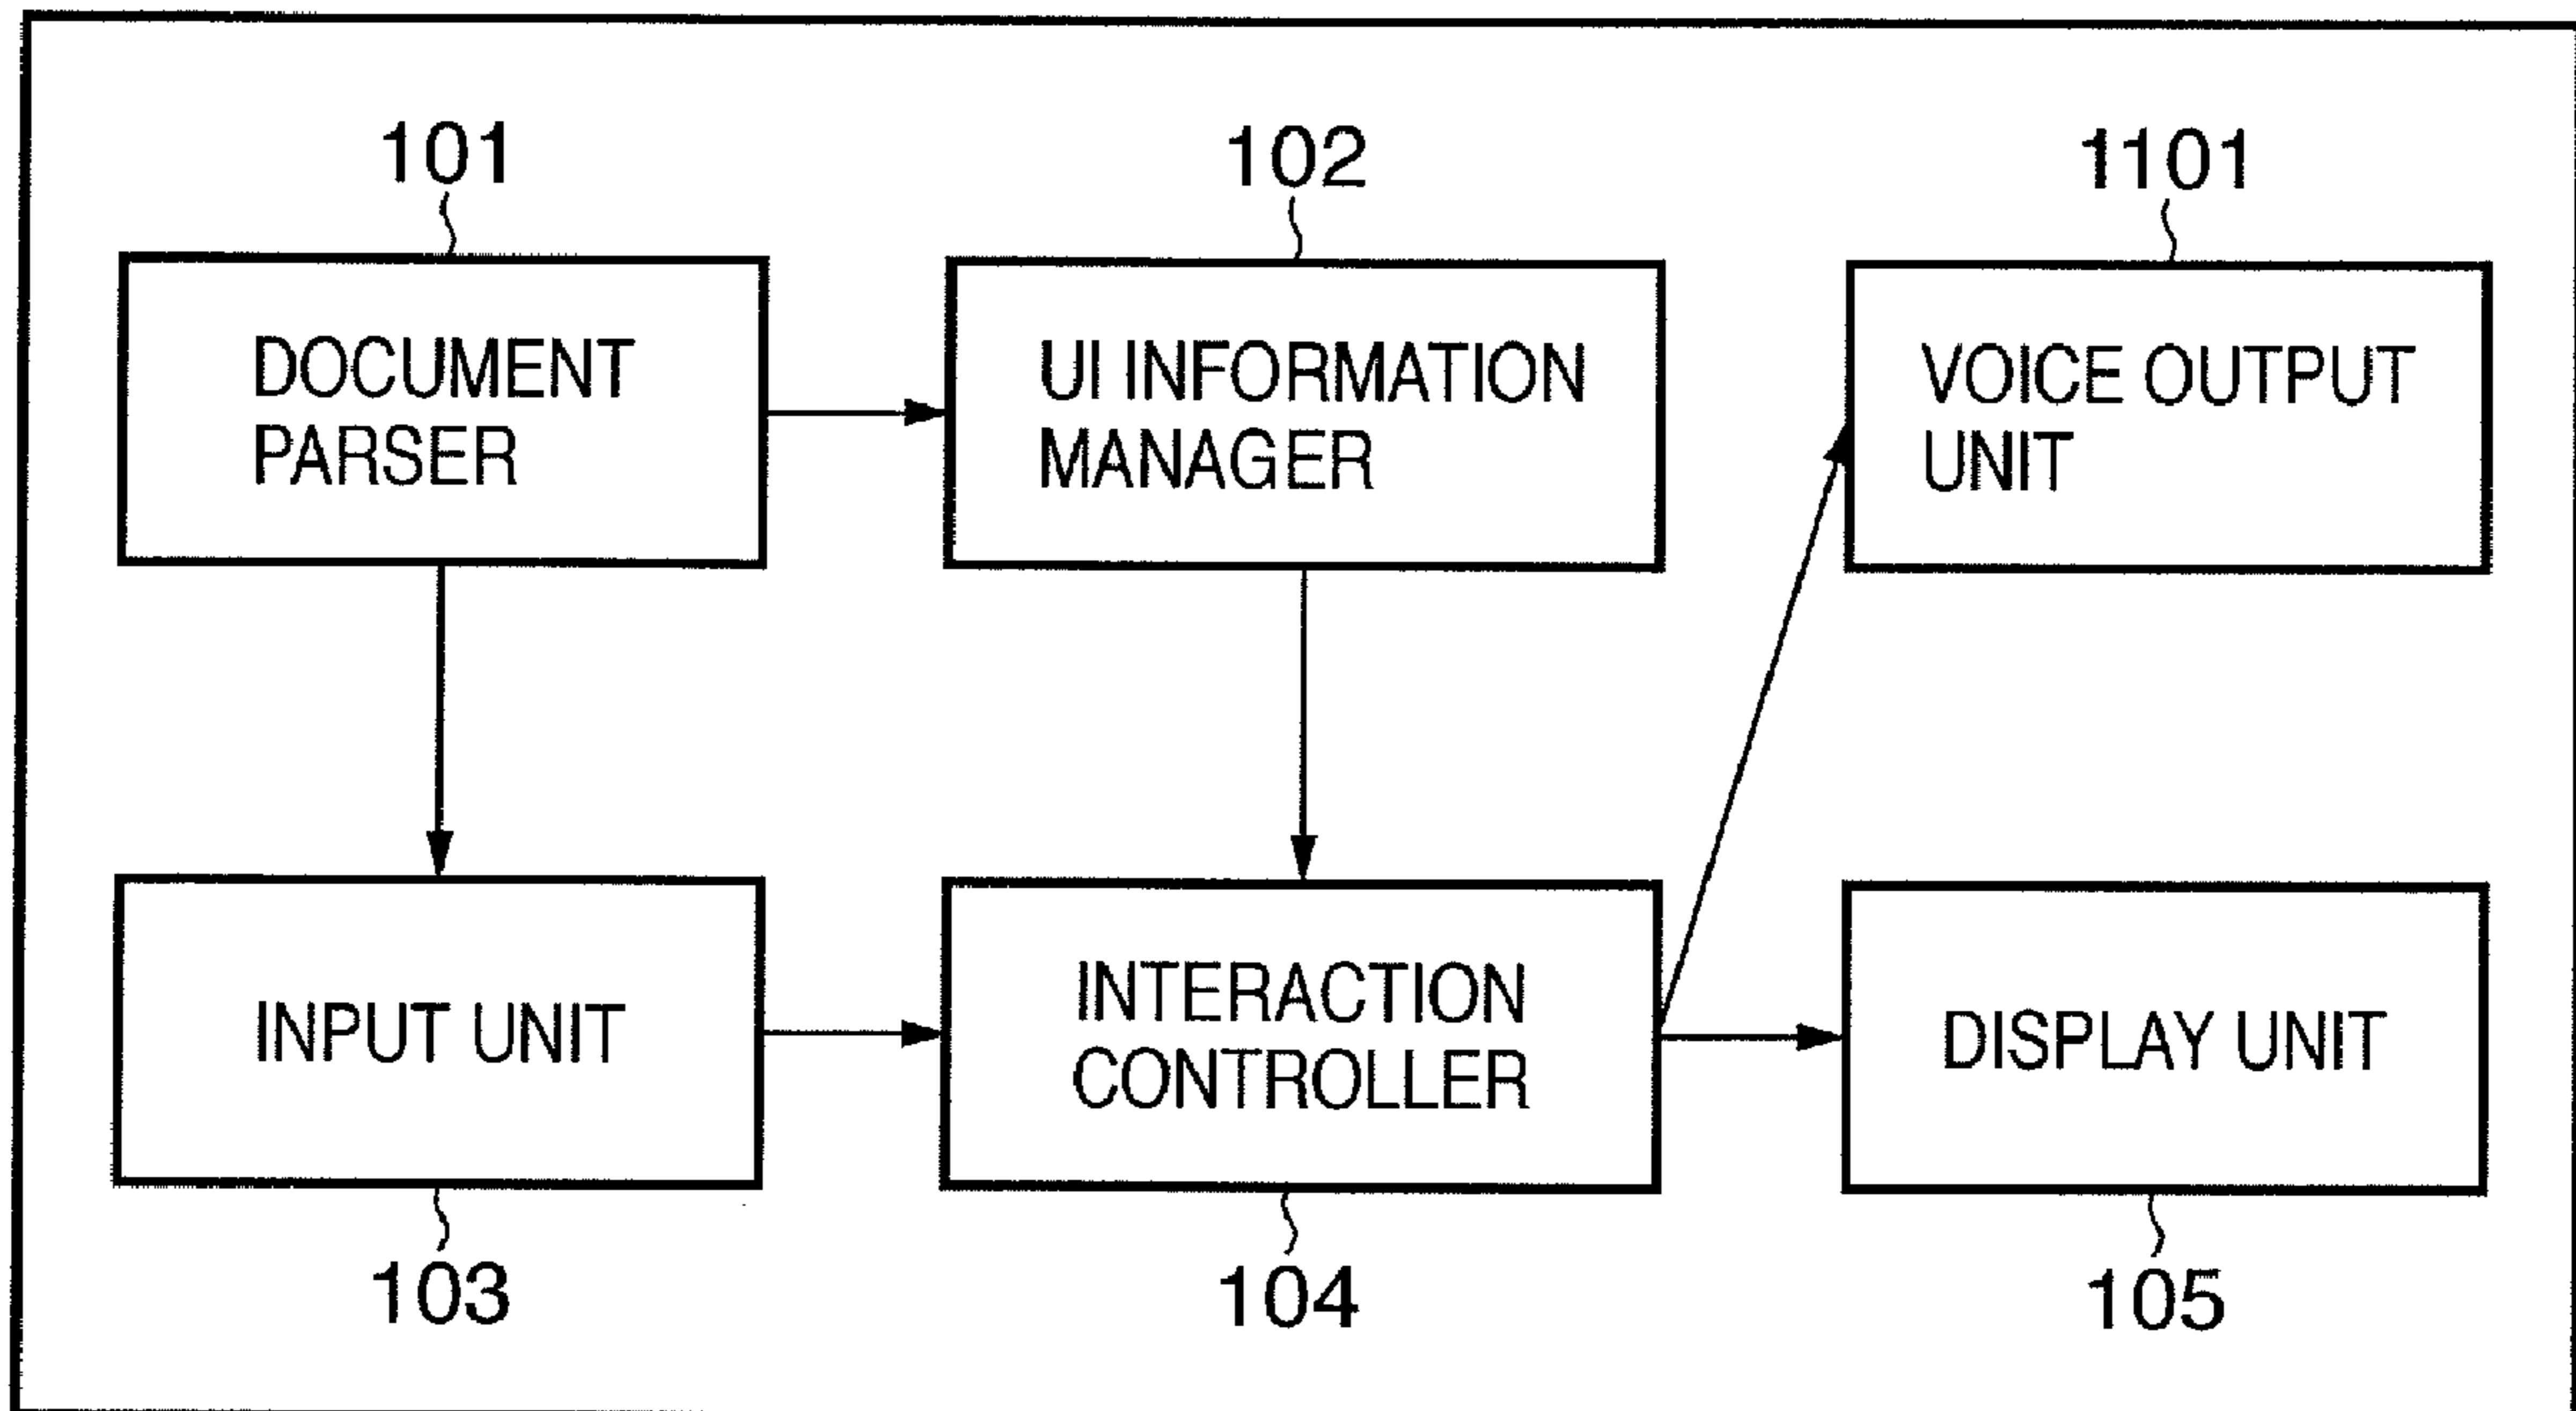 101
102
1101
DOCUMENT
PARSER
UI INFORMATION
MANAGER
VOICE OUTPUT
UNIT
INPUT UNIT
INTERACTION
CONTROLLER
DISPLAY UNIT
103
104
105